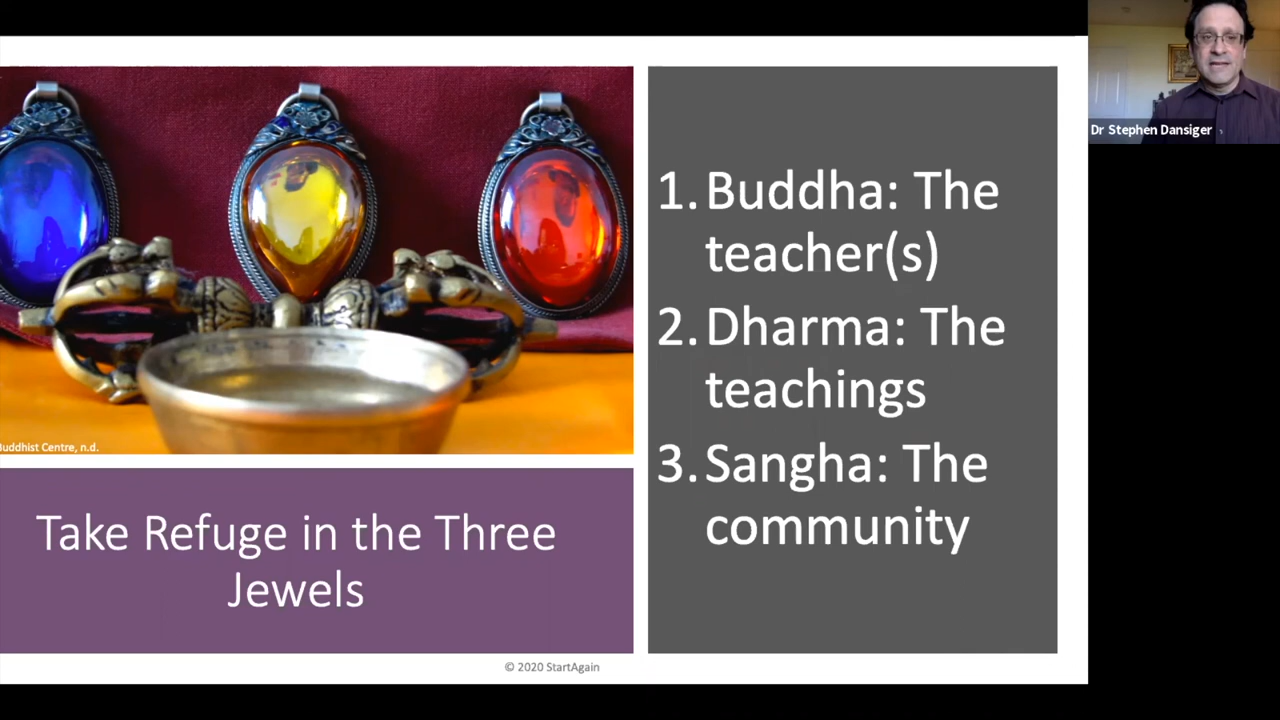 Dr Stephen Dansiger
1. Buddha: The
teacher(s)
2. Dharma: The
teachings
3. Sangha: The
community
Buddhist Centre, n.d.
Take Refuge in the Three
Jewels
© 2020 StartAgain